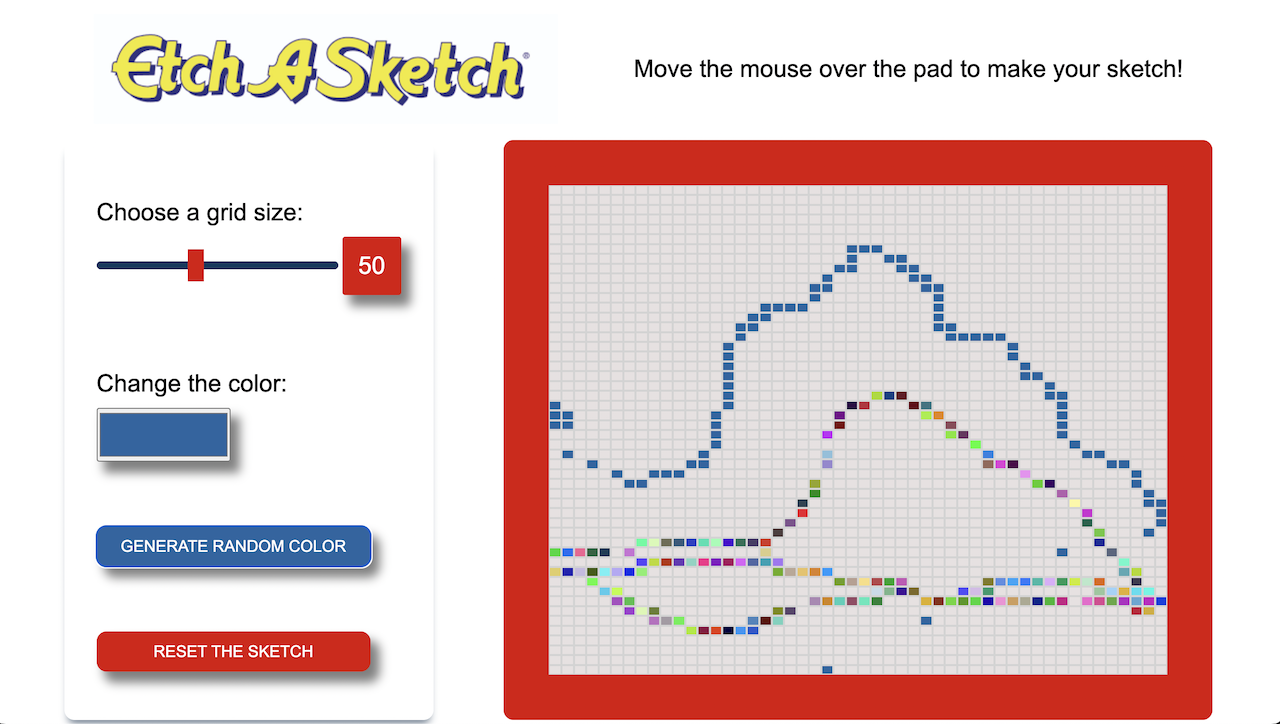 Etch A Sketch®
Move the mouse over the pad to make your sketch!
Choose a grid size:
50
Change the color:
GENERATE RANDOM COLOR
RESET THE SKETCH